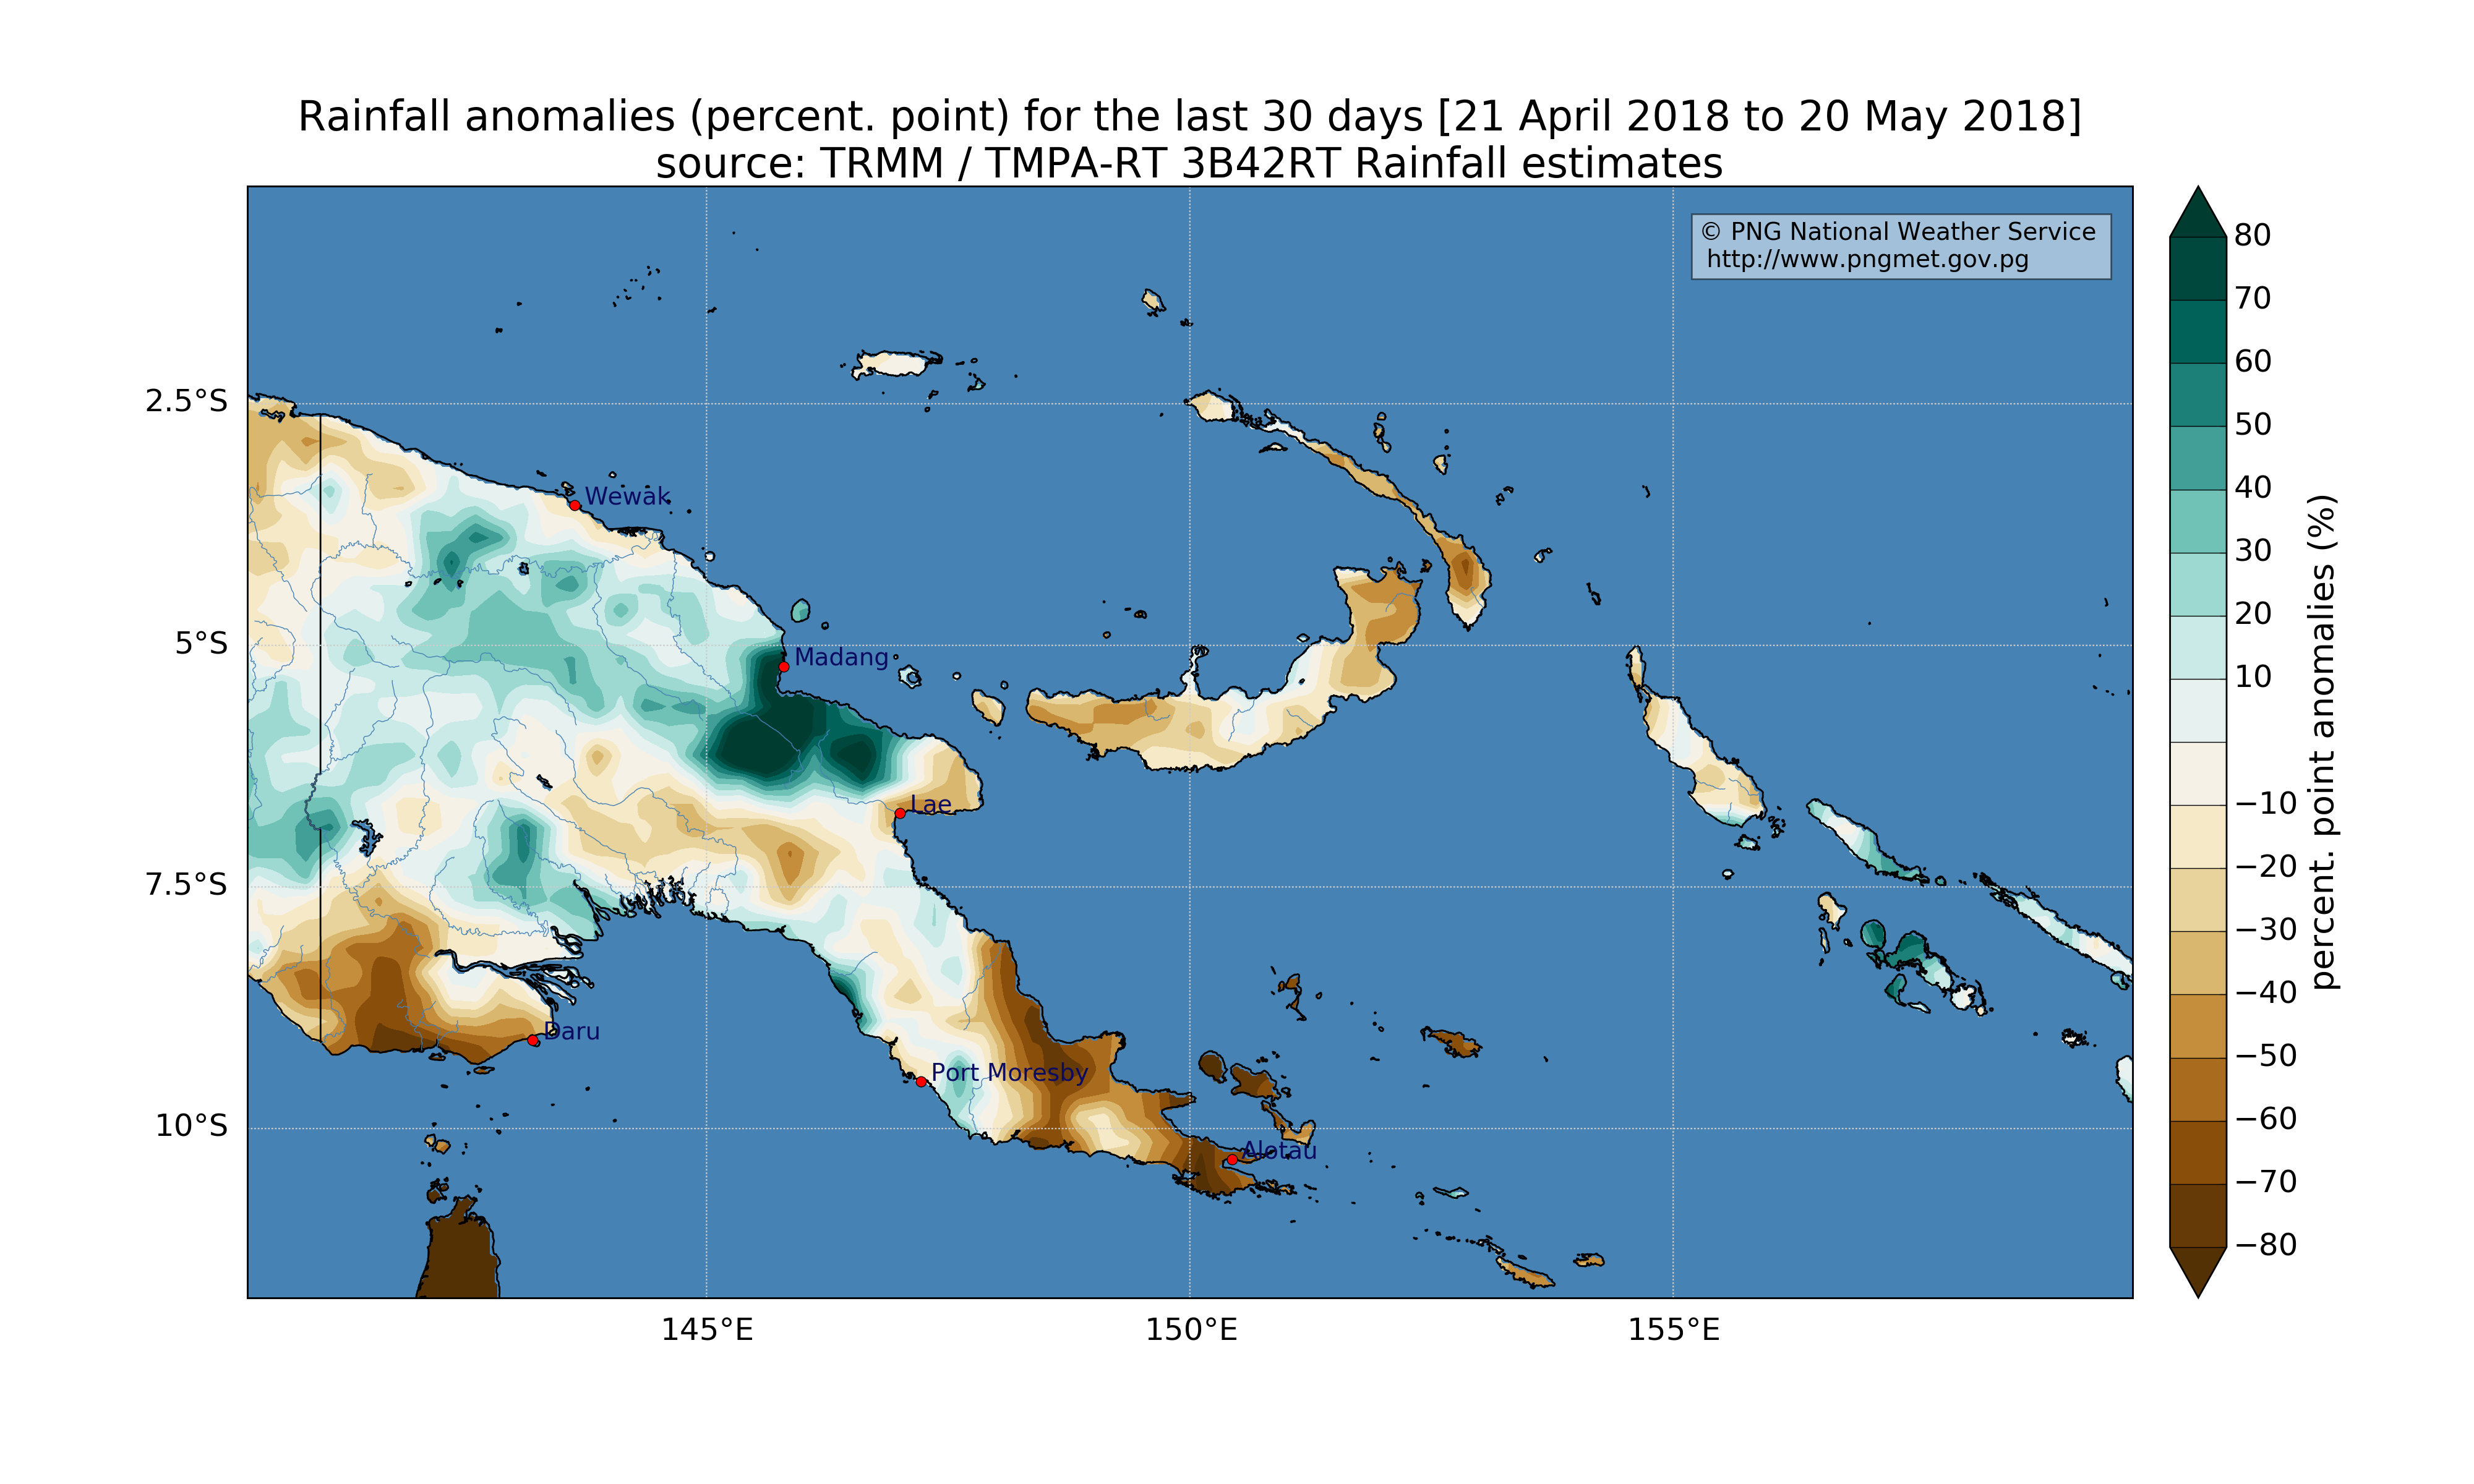 Rainfall anomalies (percent. point) for the last 30 days [21 April 2018 to 20 May 2018]
source: TRMM / TMPA-RT 3B42RT Rainfall estimates
© PNG National Weather Service
http://www.pngmet.gov.pg
2.5°S
5°S
7.5°S
10°S
Wewak
Madang
Lae
Daru
Port Moresby
Alotau
145°E
150°E
155°E
80
70
60
50
40
30
20
10
−10
−20
−30
−40
−50
−60
−70
−80
percent. point anomalies (%)